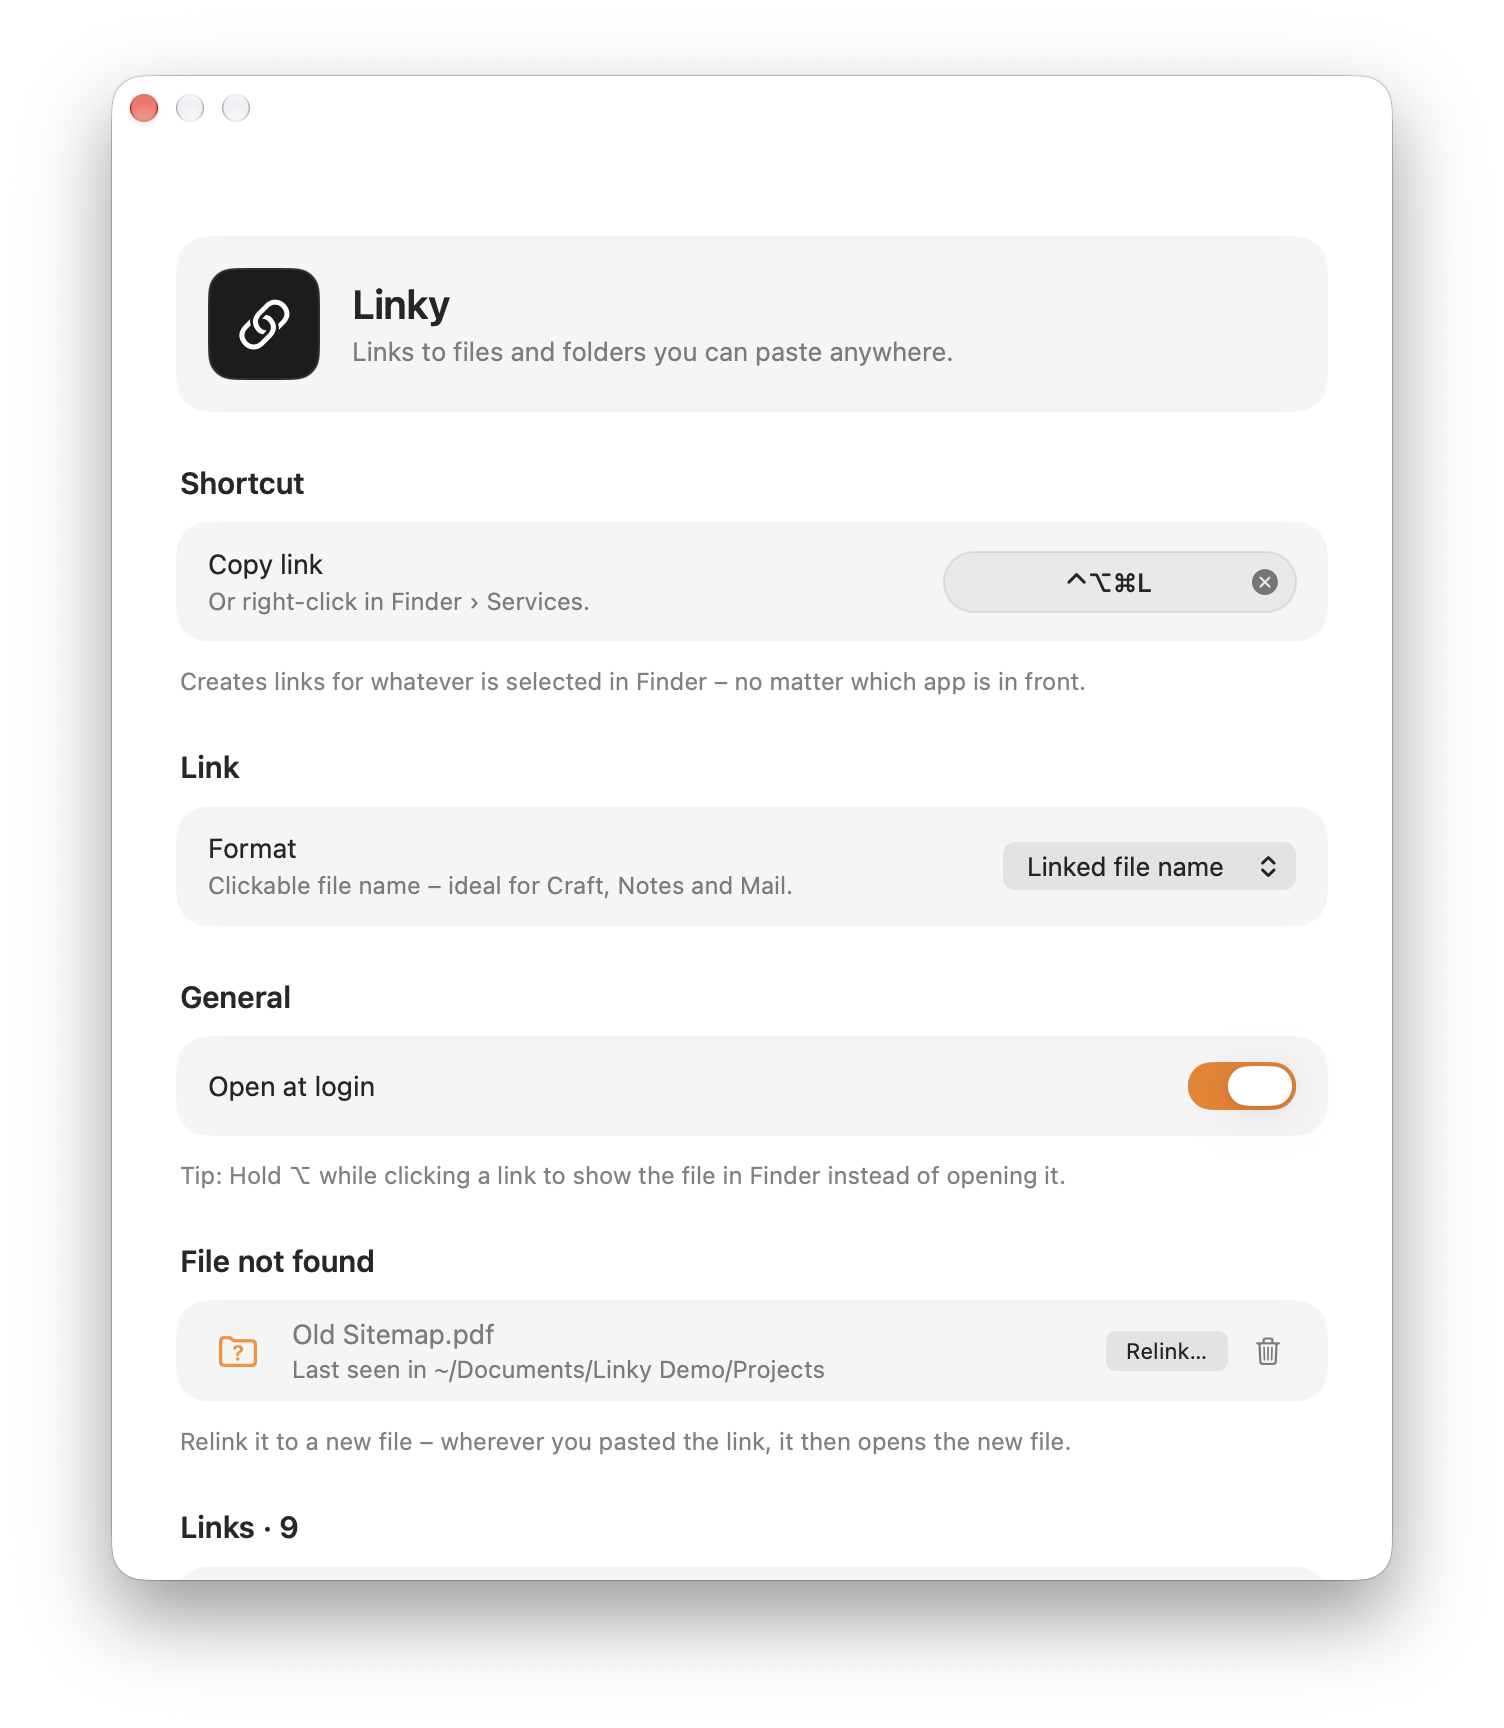 Linky
Links to files and folders you can paste anywhere.
Shortcut
Copy link
Or right-click in Finder › Services.
^⌥⌘L
Creates links for whatever is selected in Finder – no matter which app is in front.
Link
Format
Clickable file name – ideal for Craft, Notes and Mail.
Linked file name
General
Open at login
Tip: Hold ⌥ while clicking a link to show the file in Finder instead of opening it.
File not found
Old Sitemap.pdf
Last seen in ~/Documents/Linky Demo/Projects
Relink...
Relink it to a new file – wherever you pasted the link, it then opens the new file.
Links · 9